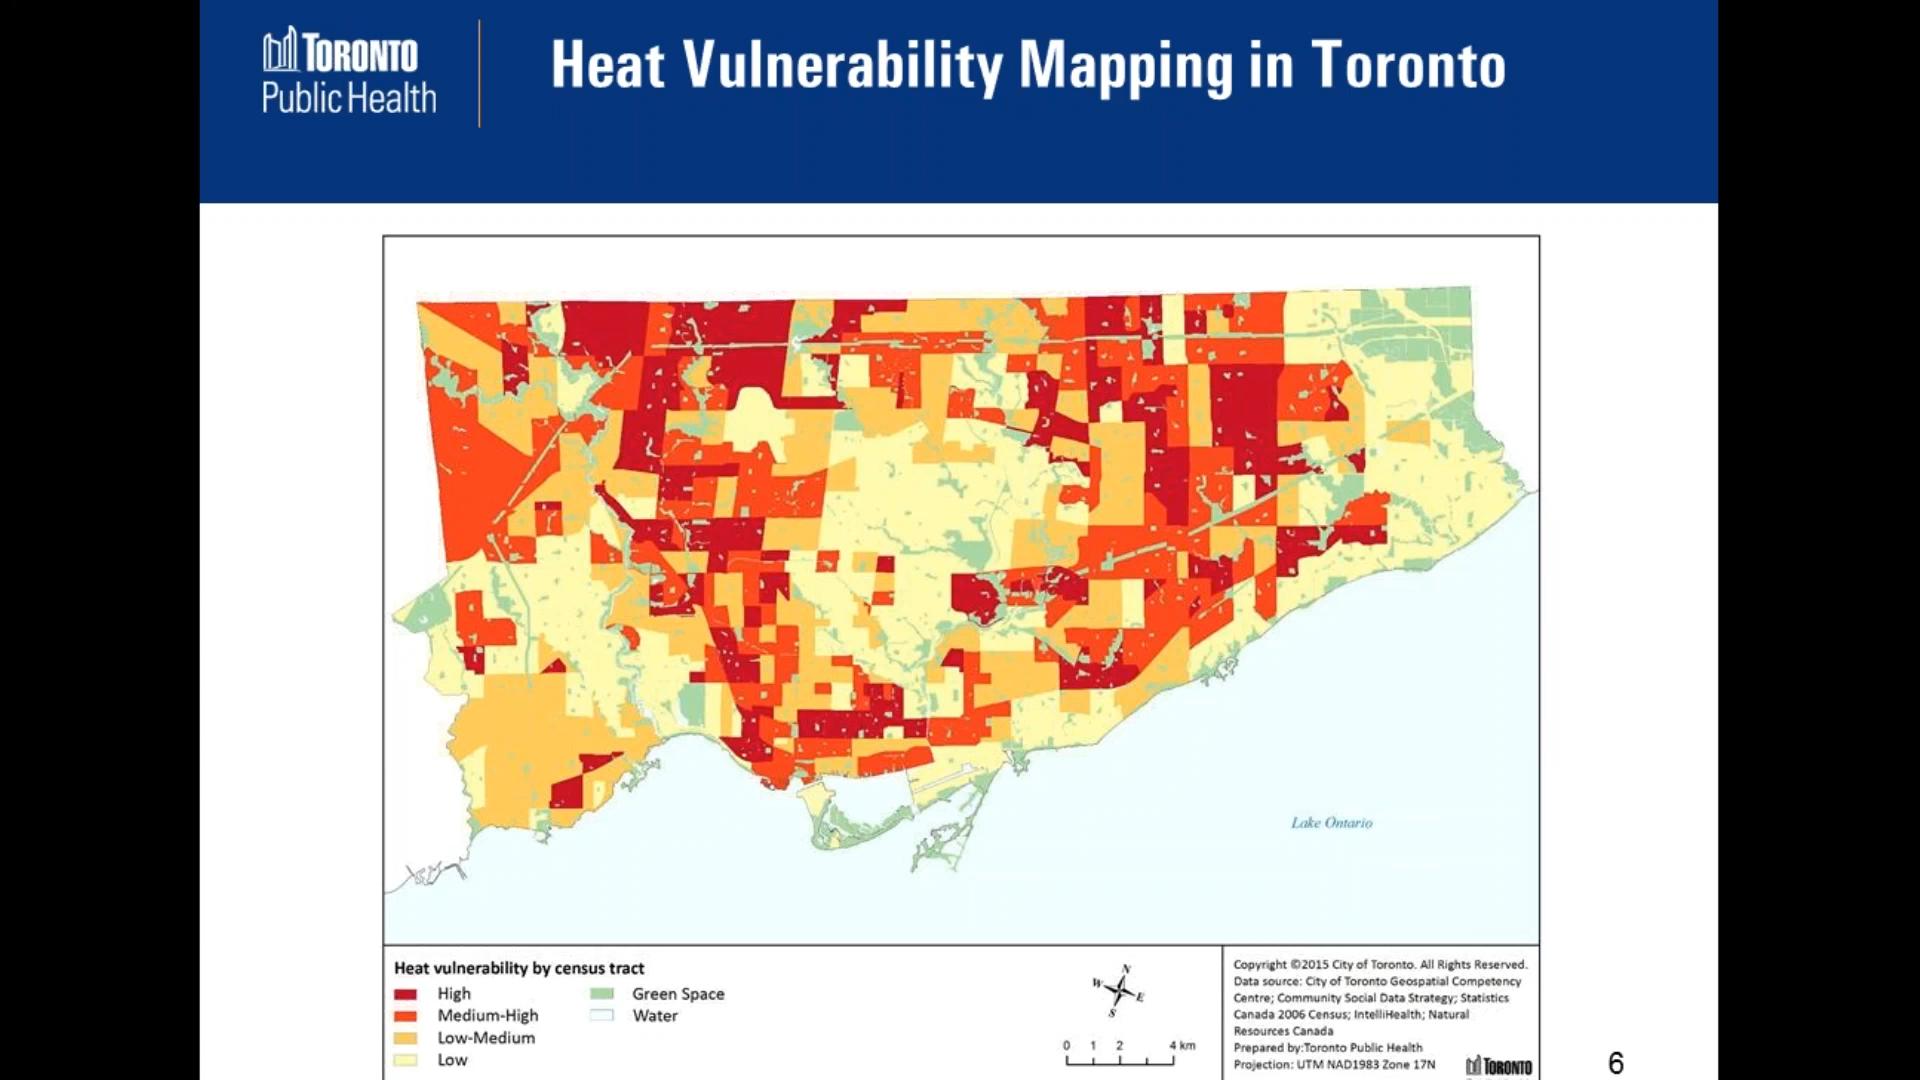 TORONTO
Public Health
Heat Vulnerability Mapping in Toronto
Lake Ontario
Heat vulnerability by census tract
High
Medium-High
Low-Medium
Low
Green Space
Water
N
W
E
S
0 1 2 4 km
Copyright ©2015 City of Toronto. All Rights Reserved.
Data source: City of Toronto Geospatial Competency
Centre; Community Social Data Strategy; Statistics
Canada 2006 Census; IntelliHealth; Natural
Resources Canada
Prepared by:Toronto Public Health
Projection: UTM NAD1983 Zone 17N
TORONTO
6